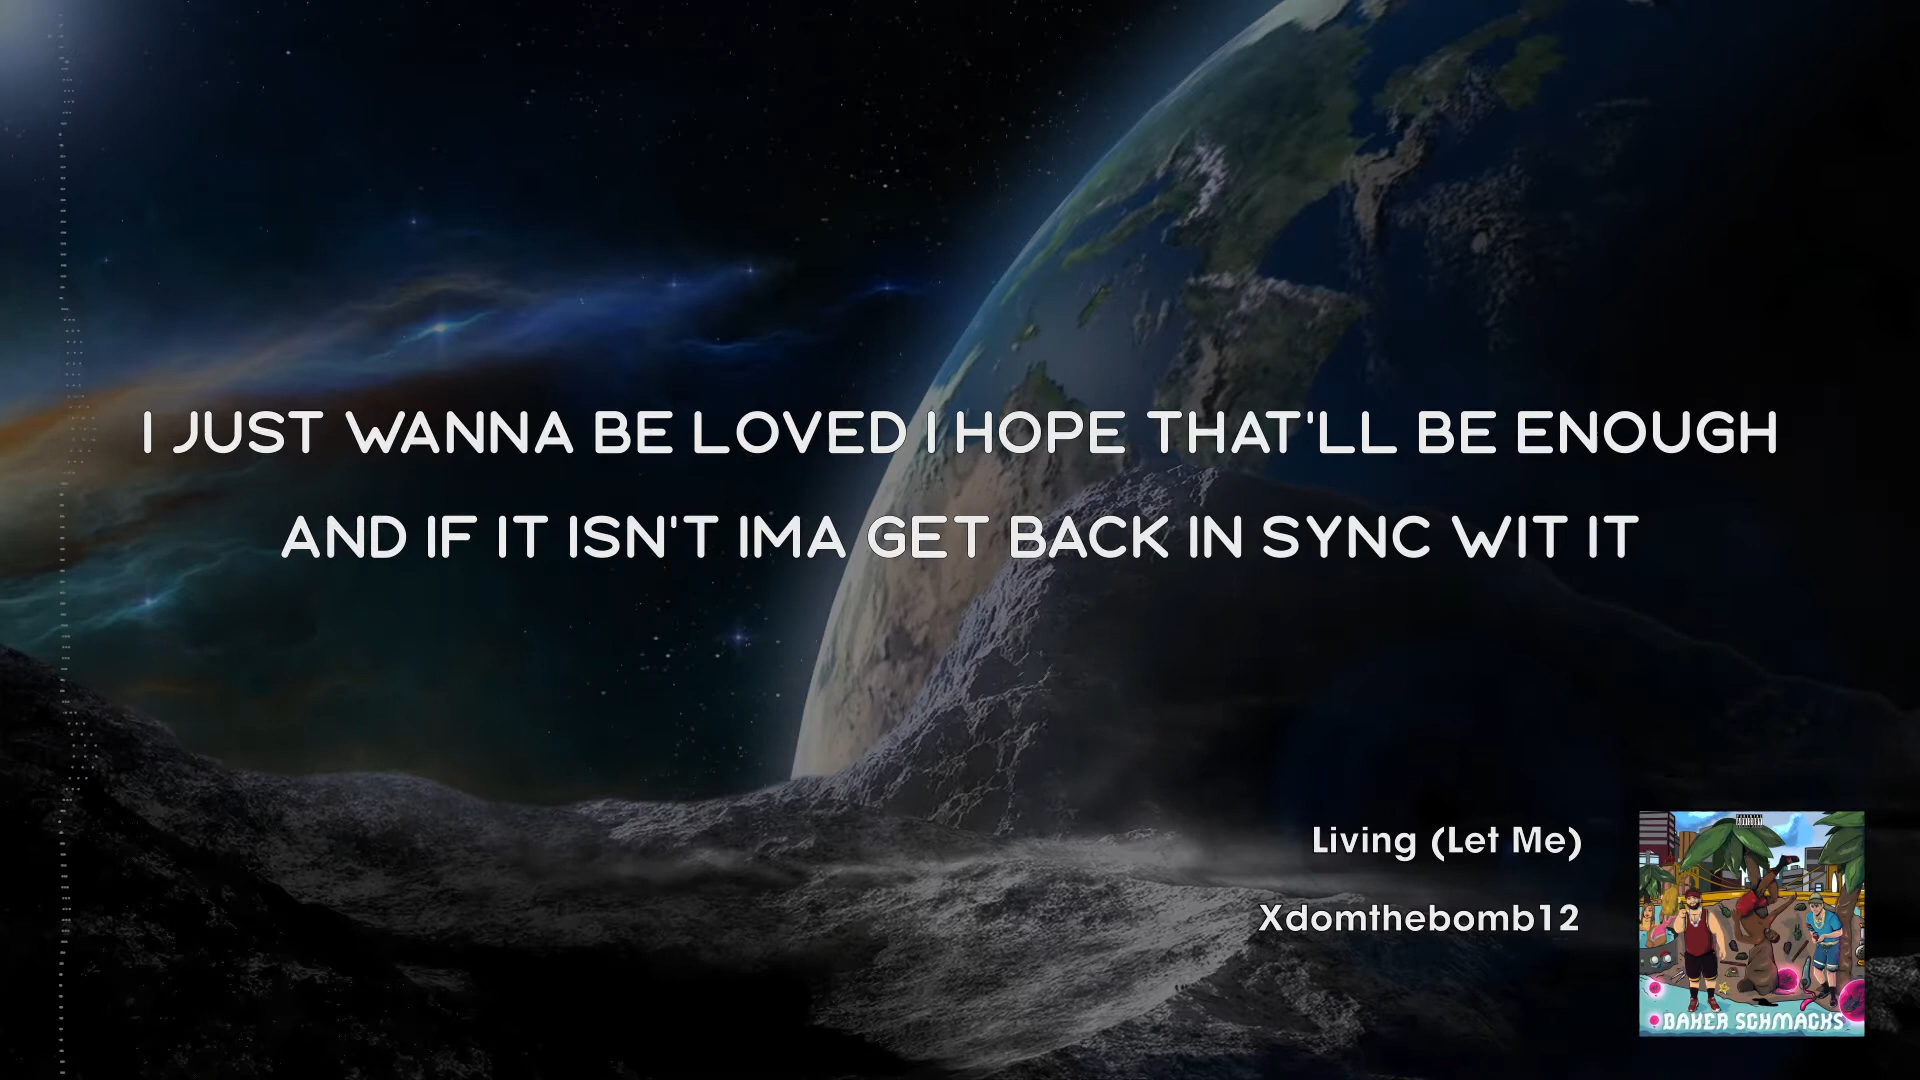 I JUST WANNA BE LOVED I HOPE THAT'LL BE ENOUGH
AND IF IT ISN'T IMA GET BACK IN SYNC WIT IT
Living (Let Me)
Xdomthebomb12
BAKER SCHMACKS